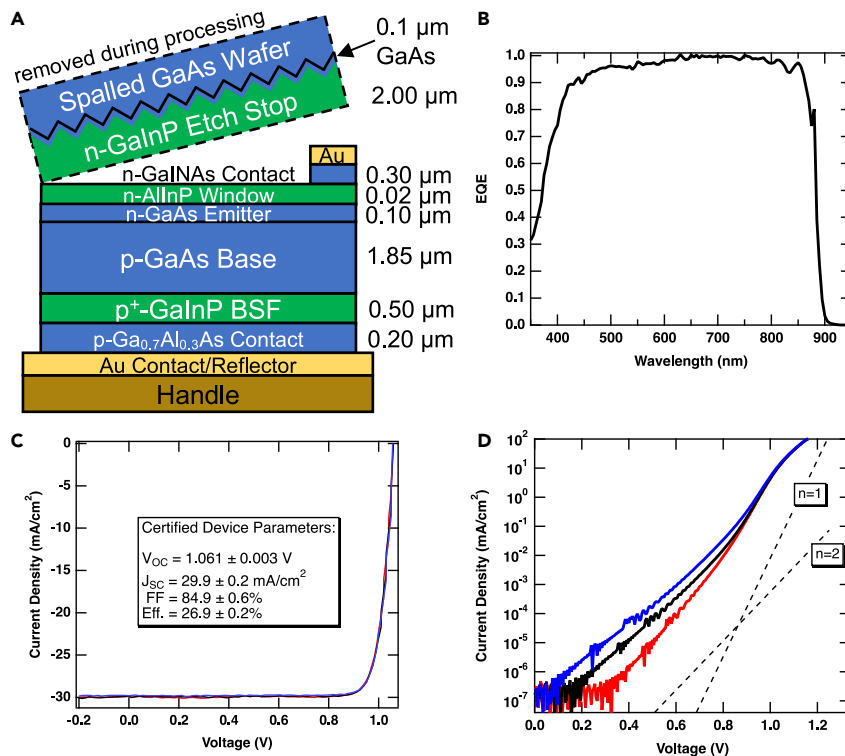 A
removed during processing
Spalled GaAs Wafer
n-GaInP Etch Stop
0.1 µm
GaAs
2.00 µm
Au
n-GaINAs Contact
0.30 µm
n-AlInP Window
0.02 µm
n-GaAs Emitter
0.10 µm
p-GaAs Base
1.85 µm
p⁺-GaInP BSF
0.50 µm
p-Ga₀.₇Al₀.₃As Contact
0.20 µm
Au Contact/Reflector
Handle
B
1.0
0.9
0.8
0.7
0.6
0.5
0.4
0.3
0.2
0.1
0.0
EQE
400 500 600 700 800 900
Wavelength (nm)
C
0
-5
-10
-15
-20
-25
-30
Current Density (mA/cm²)
Certified Device Parameters:
V_OC = 1.061 ± 0.003 V
J_SC = 29.9 ± 0.2 mA/cm²
FF = 84.9 ± 0.6%
Eff. = 26.9 ± 0.2%
-0.2 0.0 0.2 0.4 0.6 0.8 1.0
Voltage (V)
D
10²
10¹
10⁰
10⁻¹
10⁻²
10⁻³
10⁻⁴
10⁻⁵
10⁻⁶
10⁻⁷
Current Density (mA/cm²)
n=1
n=2
0.0 0.2 0.4 0.6 0.8 1.0 1.2
Voltage (V)